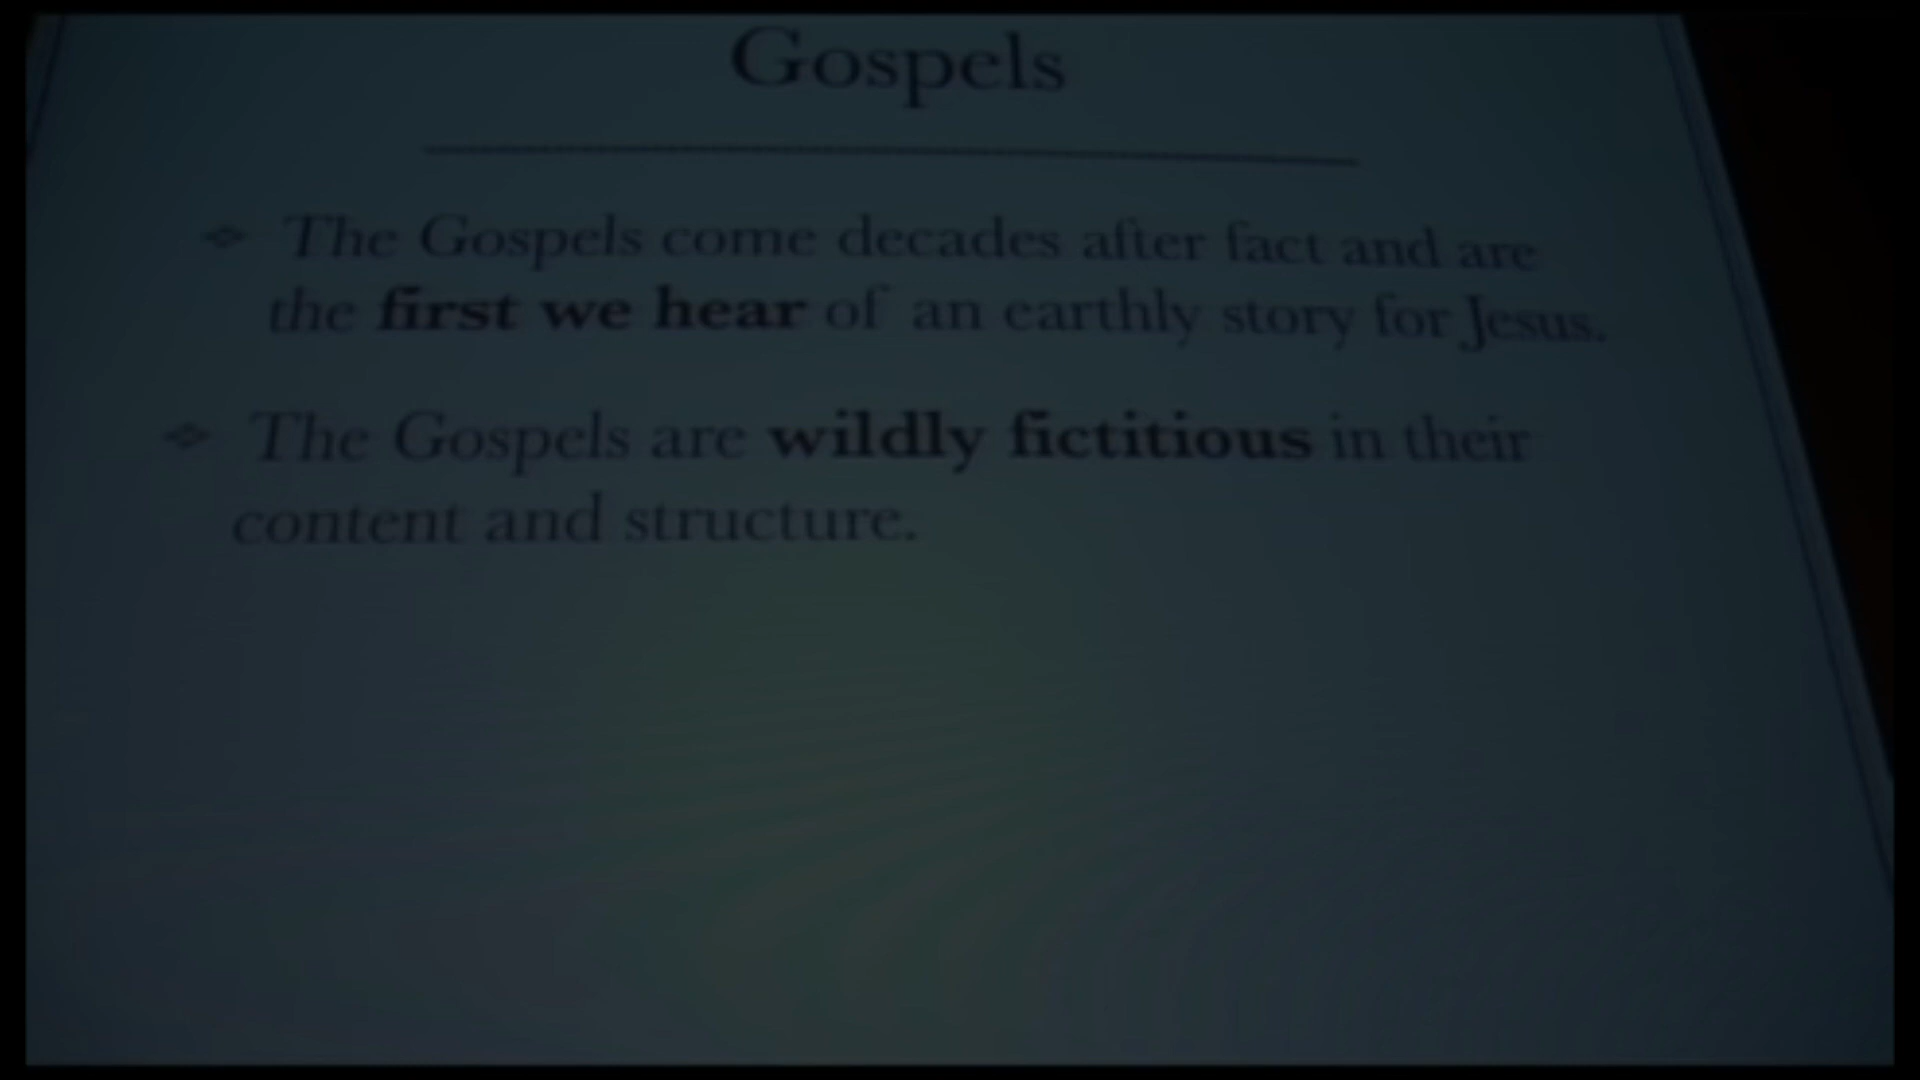 Gospels
The Gospels come decades after fact and are
the first we hear of an earthly story for Jesus.
The Gospels are wildly fictitious in their
content and structure.